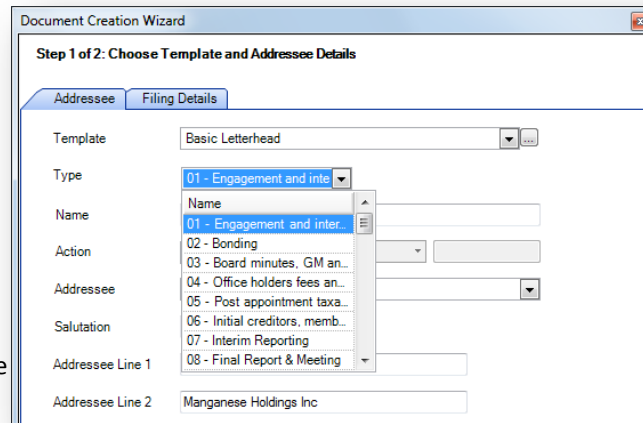 Document Creation Wizard
Step 1 of 2: Choose Template and Addressee Details
Addressee Filing Details
Template Basic Letterhead ...
Type 01 - Engagement and inte
Name
Name 01 - Engagement and inter...
02 - Bonding
Action 03 - Board minutes, GM an...
Addressee 04 - Office holders fees an...
05 - Post appointment taxa...
Salutation 06 - Initial creditors, memb...
07 - Interim Reporting
e Addressee Line 1 08 - Final Report & Meeting
Addressee Line 2 Manganese Holdings Inc